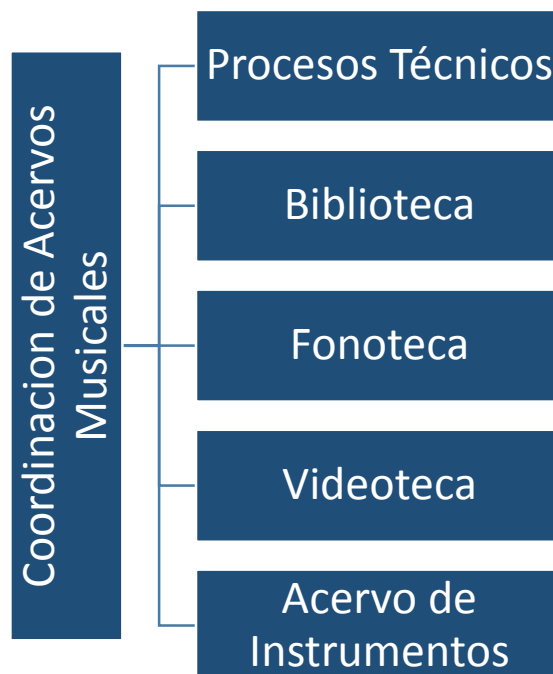 Coordinacion de Acervos
Musicales
Procesos Técnicos
Biblioteca
Fonoteca
Videoteca
Acervo de
Instrumentos